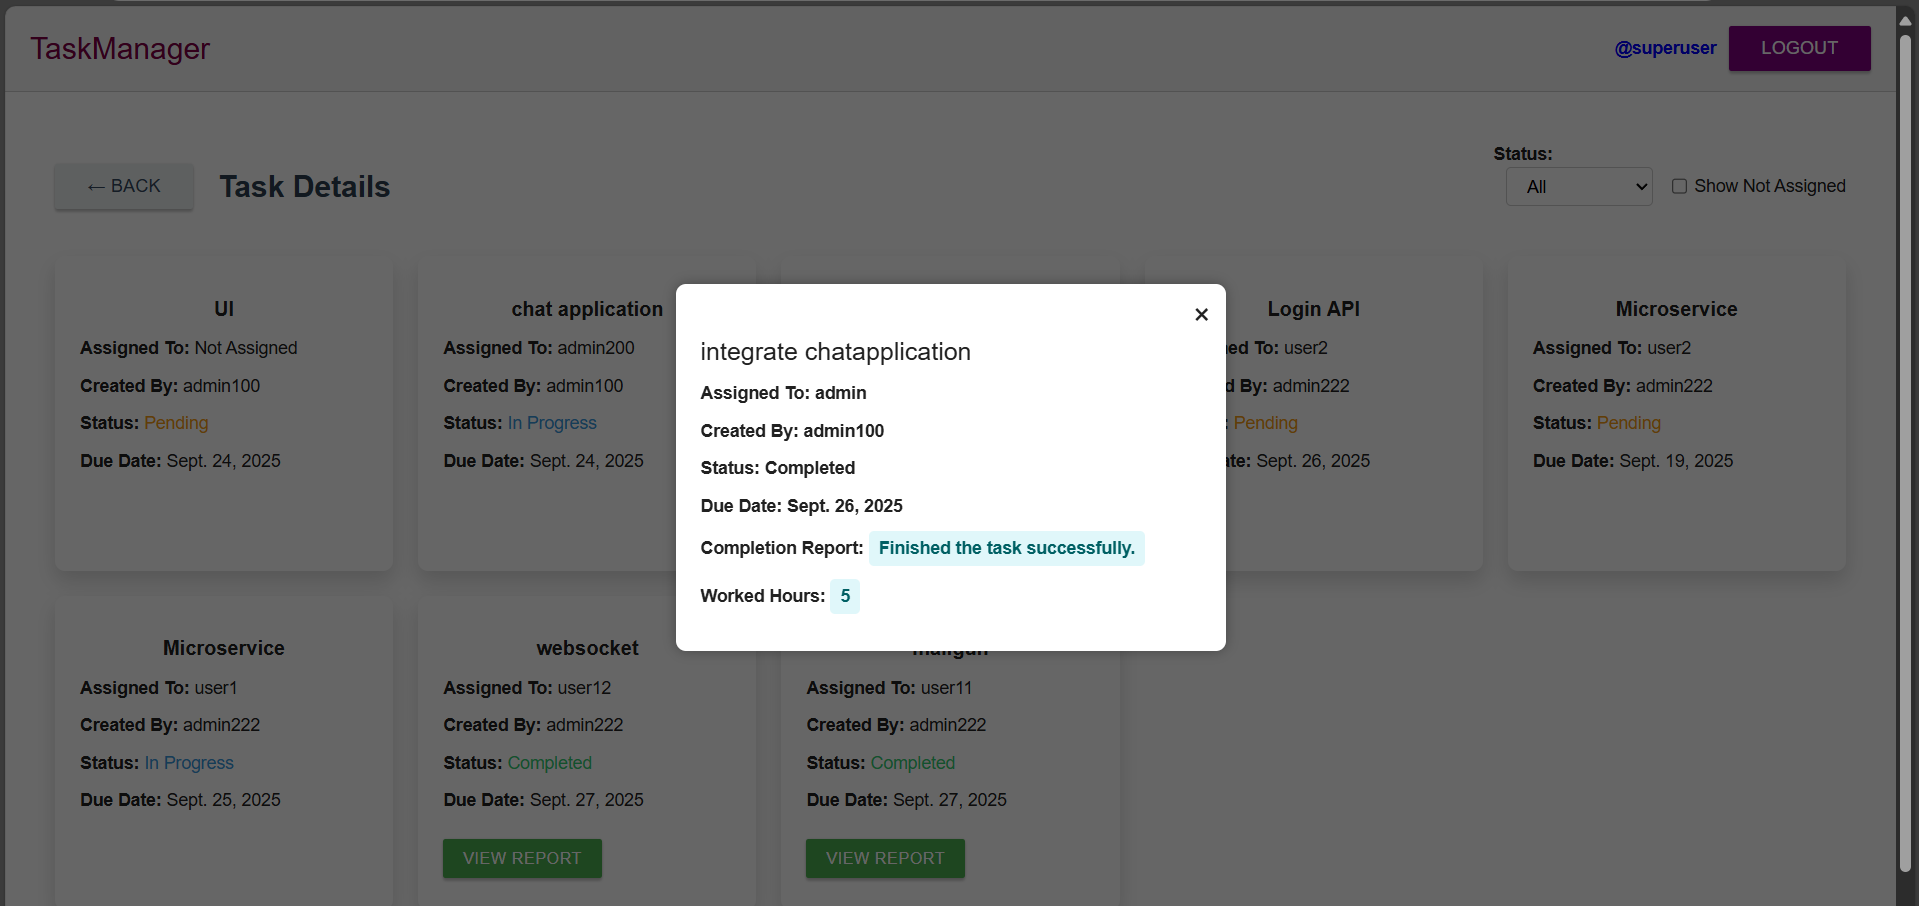 TaskManager
@superuser
LOGOUT
← BACK
Task Details
Status:
All
Show Not Assigned
UI
Assigned To: Not Assigned
Created By: admin100
Status: Pending
Due Date: Sept. 24, 2025
chat application
Assigned To: admin200
Created By: admin100
Status: In Progress
Due Date: Sept. 24, 2025
×
integrate chatapplication
Assigned To: admin
Created By: admin100
Status: Completed
Due Date: Sept. 26, 2025
Completion Report: Finished the task successfully.
Worked Hours: 5
Login API
To: user2
By: admin222
Pending
Sept. 26, 2025
Microservice
Assigned To: user2
Created By: admin222
Status: Pending
Due Date: Sept. 19, 2025
Microservice
Assigned To: user1
Created By: admin222
Status: In Progress
Due Date: Sept. 25, 2025
websocket
Assigned To: user12
Created By: admin222
Status: Completed
Due Date: Sept. 27, 2025
VIEW REPORT
Assigned To: user11
Created By: admin222
Status: Completed
Due Date: Sept. 27, 2025
VIEW REPORT